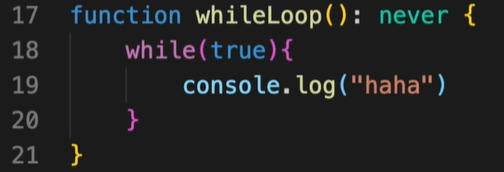 17 function whileLoop(): never {
18     while(true){
19         console.log("haha")
20     }
21 }